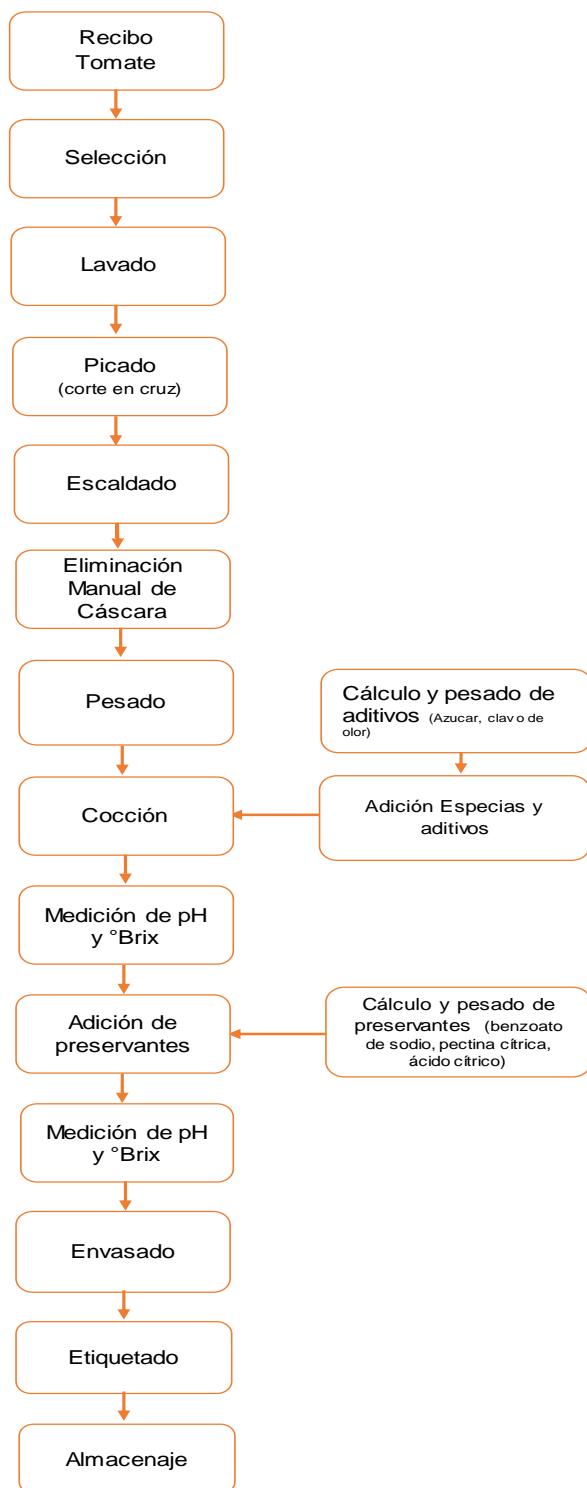 Recibo
Tomate
Selección
Lavado
Picado
(corte en cruz)
Escaldado
Eliminación
Manual de
Cáscara
Pesado
Cálculo y pesado de
aditivos (Azucar, clavo de
olor)
Cocción
Adición Especias y
aditivos
Medición de pH
y °Brix
Adición de
preservantes
Cálculo y pesado de
preservantes (benzoato
de sodio, pectina cítrica,
ácido cítrico)
Medición de pH
y °Brix
Envasado
Etiquetado
Almacenaje